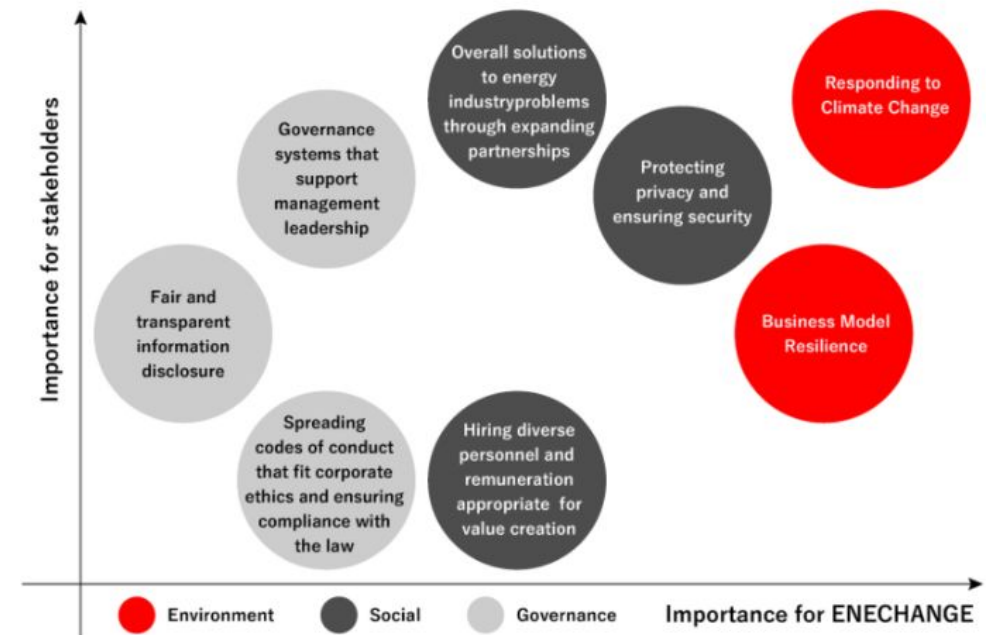 Importance for stakeholders
Overall solutions
to energy
industryproblems
through expanding
partnerships
Responding to
Climate Change
Governance
systems that
support
management
leadership
Protecting
privacy and
ensuring security
Fair and
transparent
information
disclosure
Business Model
Resilience
Spreading
codes of conduct
that fit corporate
ethics and ensuring
compliance with
the law
Hiring diverse
personnel and
remuneration
appropriate for
value creation
Environment
Social
Governance
Importance for ENECHANGE